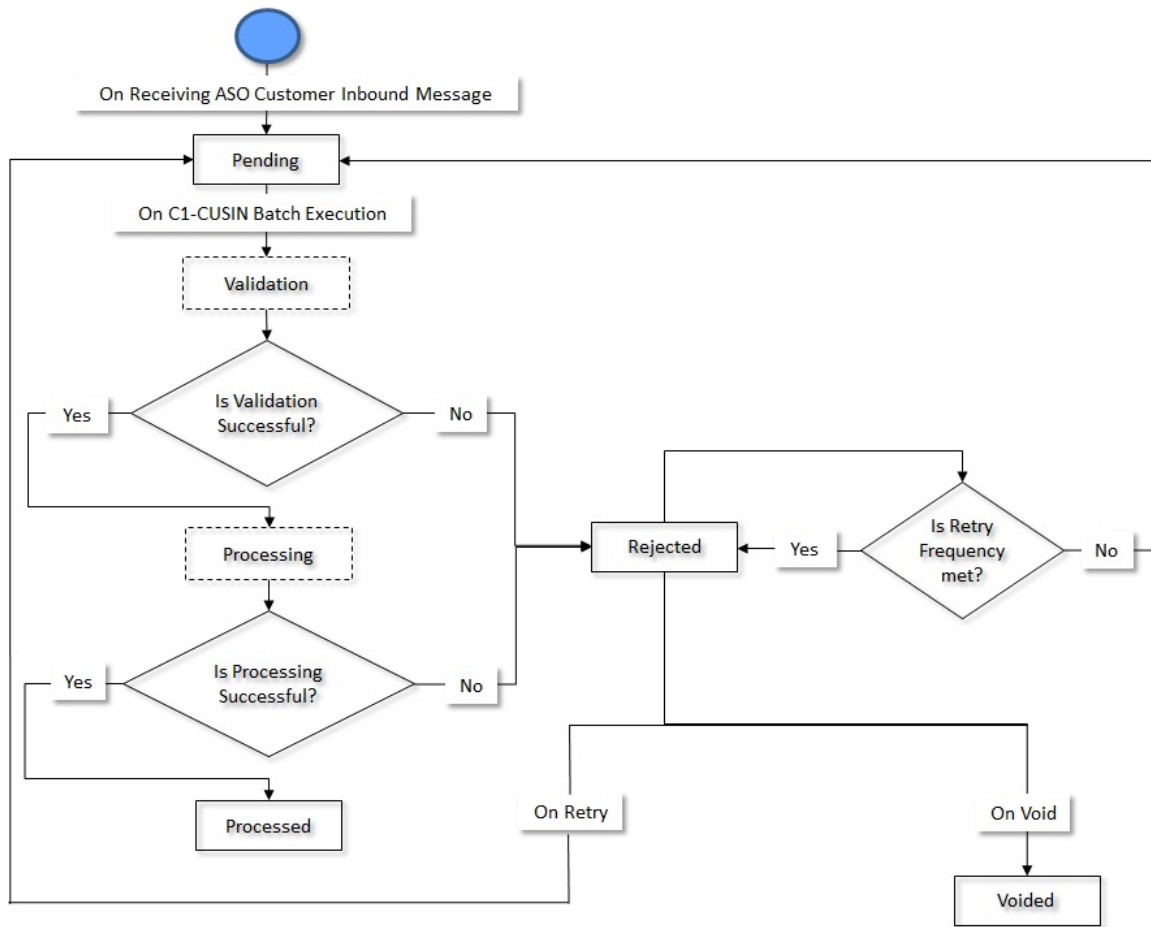 On Receiving ASO Customer Inbound Message
Pending
On C1-CUSIN Batch Execution
Validation
Is Validation
Successful?
Yes
No
Processing
Rejected
Is Retry
Frequency
met?
Yes
No
Is Processing
Successful?
Yes
No
Processed
On Retry
On Void
Voided